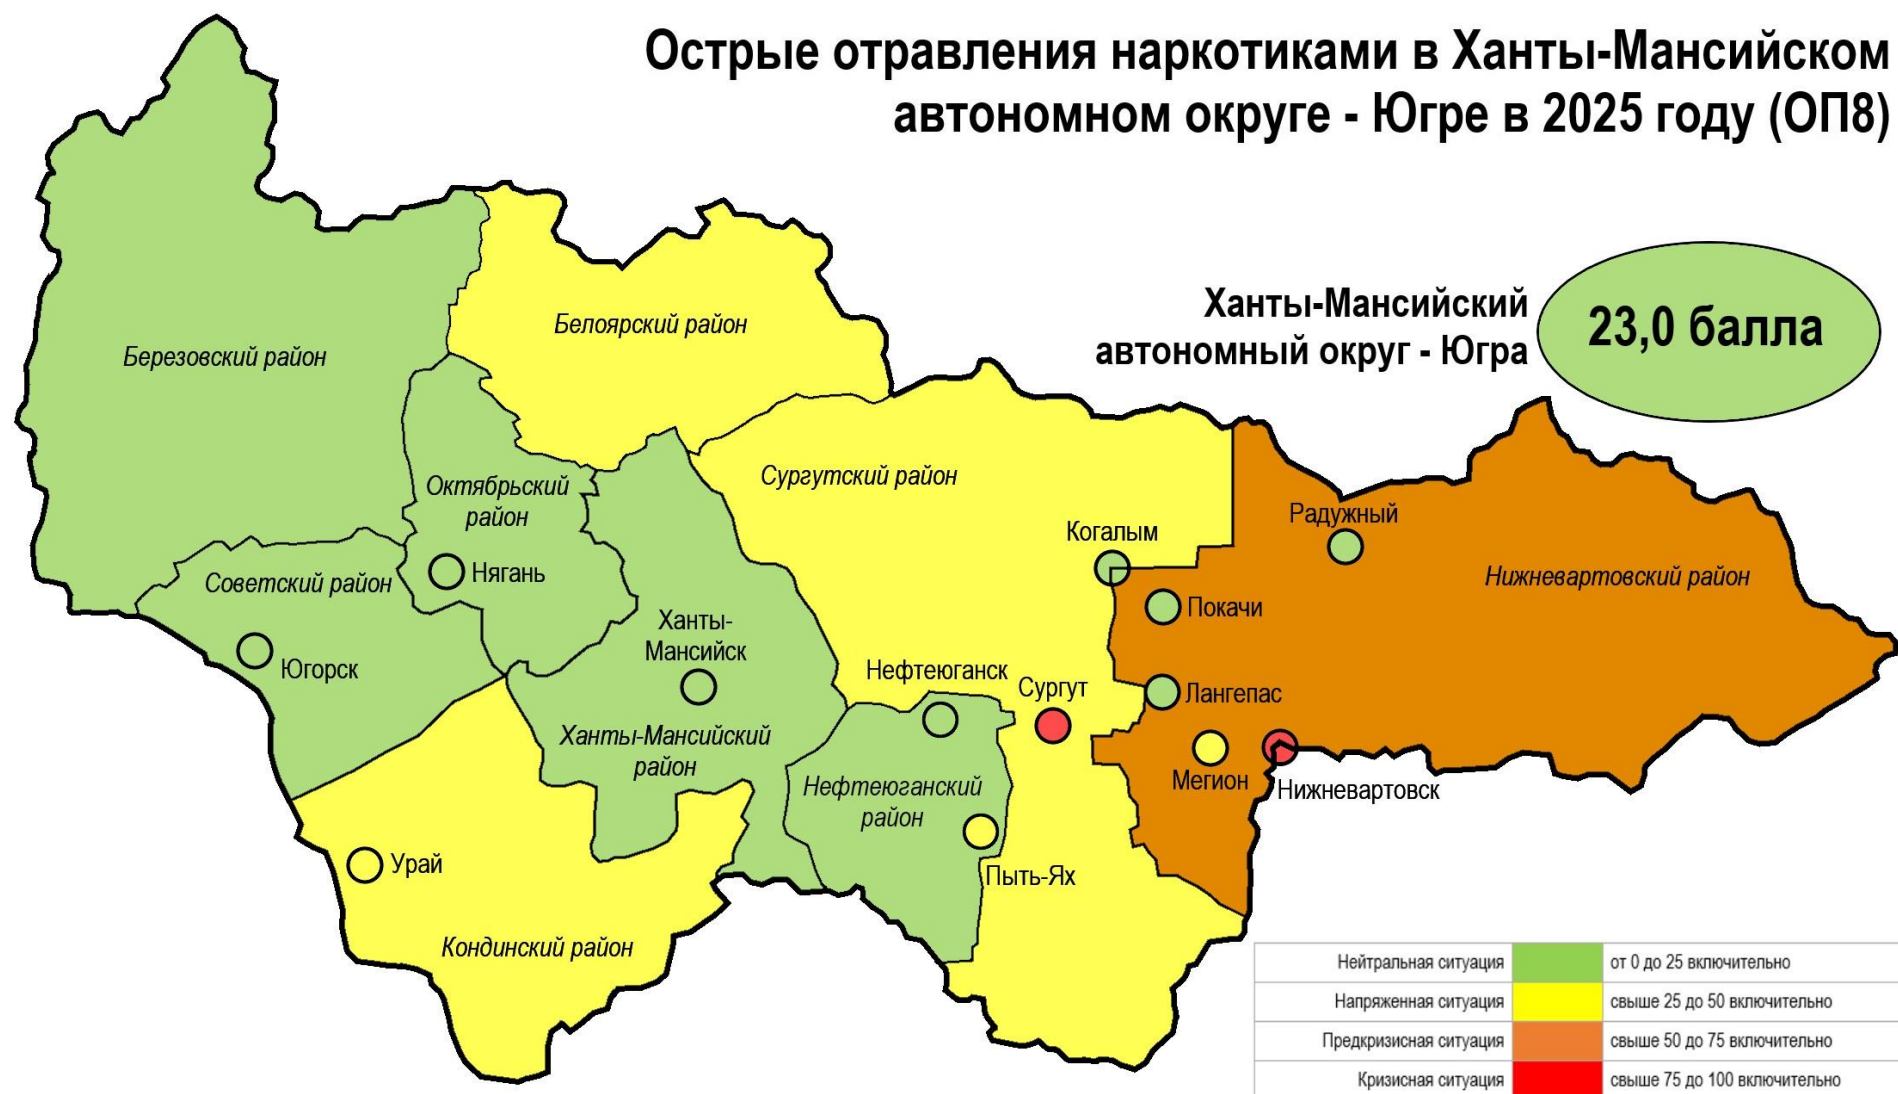 Острые отравления наркотиками в Ханты-Мансийском
автономном округе - Югре в 2025 году (ОП8)
Ханты-Мансийский
автономный округ - Югра
23,0 балла
Белоярский район
Березовский район
Октябрьский
район
Сургутский район
Когалым
Радужный
Нижневартовский район
Советский район
Нягань
Покачи
Ханты-
Мансийск
Югорск
Нефтеюганск
Сургут
Лангепас
Ханты-Мансийский
район
Нефтеюганский
район
Мегион
Нижневартовск
Урай
Пыть-Ях
Кондинский район
Нейтральная ситуация от 0 до 25 включительно
Напряженная ситуация свыше 25 до 50 включительно
Предкризисная ситуация свыше 50 до 75 включительно
Кризисная ситуация свыше 75 до 100 включительно